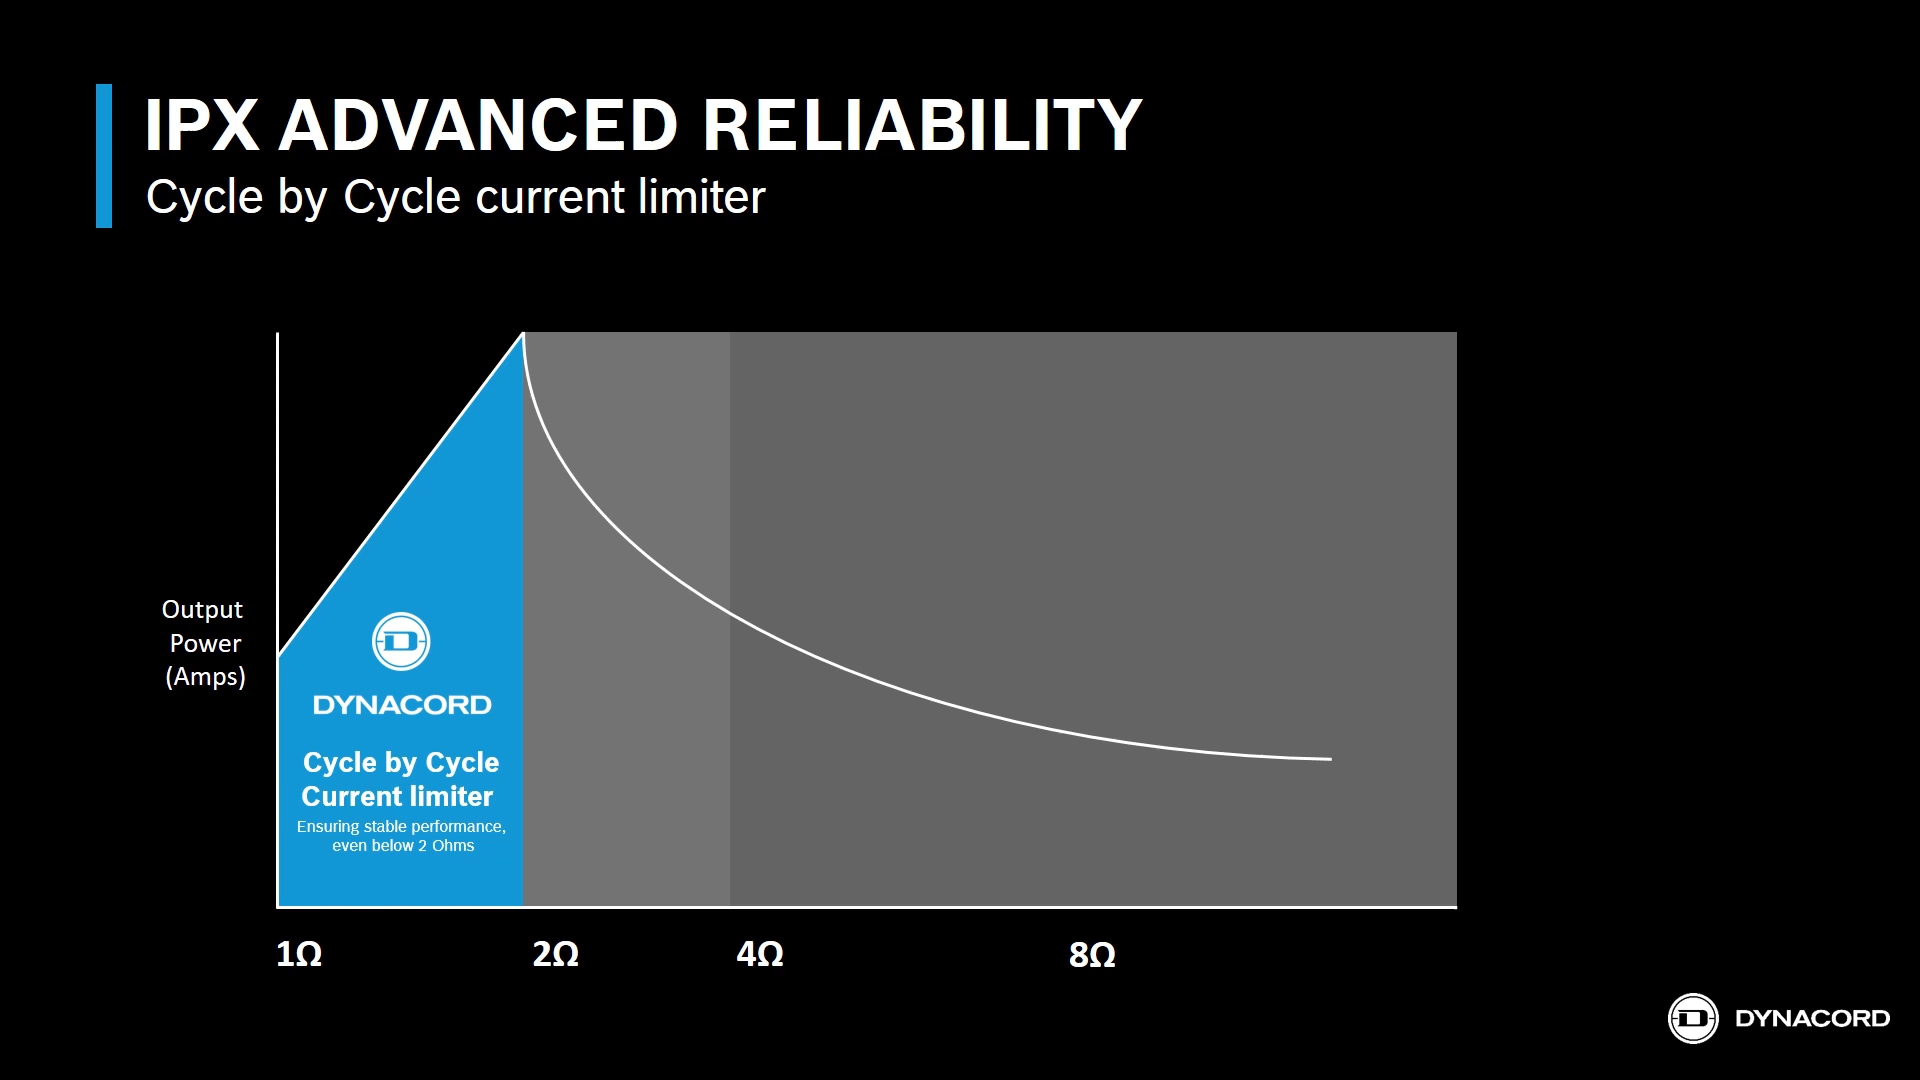 IPX ADVANCED RELIABILITY
Cycle by Cycle current limiter
Output
Power
(Amps)
DYNACORD
Cycle by Cycle
Current limiter
Ensuring stable performance,
even below 2 Ohms
1Ω 2Ω 4Ω 8Ω
DYNACORD